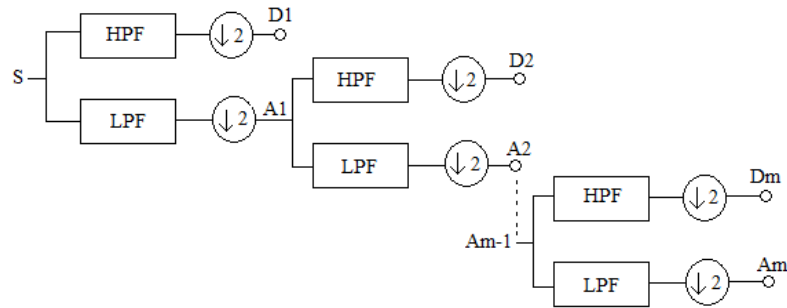 D1
HPF
↓ 2
S
D2
A1
HPF
↓ 2
LPF
↓ 2
A2
LPF
↓ 2
Dm
HPF
↓ 2
Am-1
Am
LPF
↓ 2